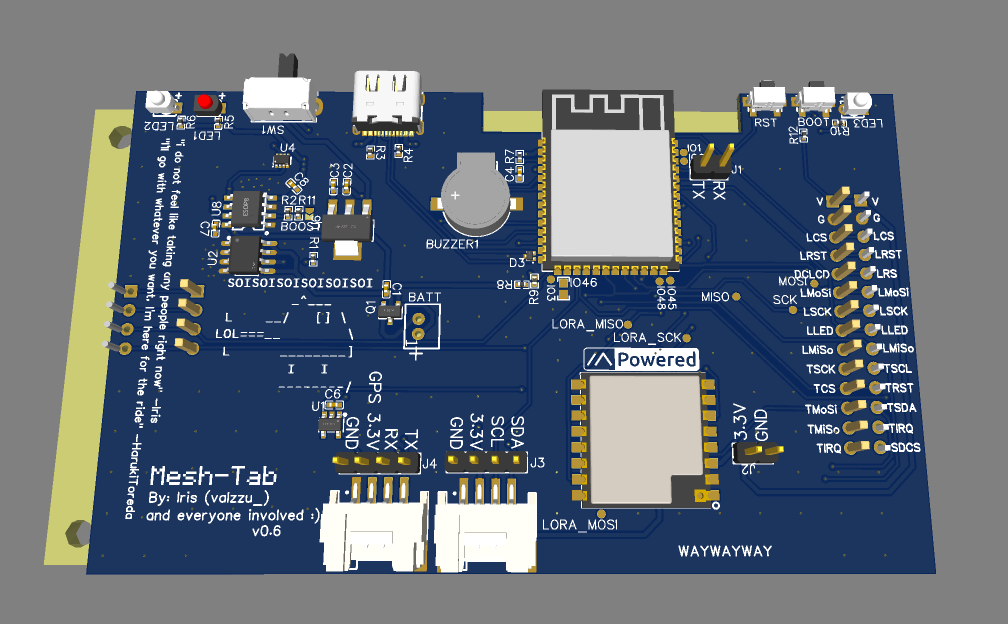 LED2
R6
LED1
R5
SW1
R3
R4
U4
C8
C3
C2
R2
R11
BOOST
U8
C7
U2
R1
SOISOISOISOISOISOI
C1
Q1
BATT
+
BUZZER1
C4
R7
D3
R8
R9
IO3
IO46
IO48
IO45
IO1
TX
RX
J1
RST
BOOT
R12
R10
LED3
"I do not feel like taking any people right now" -Iris
"I'll go with whatever you want, I'm here for the ride" -HarukiToreda
L
LOL===__
L
[]
I I
C6
U1
GPS
GND
3.3V
RX
TX
J4
GND
3.3V
SCL
SDA
J3
MISO
MOSI
SCK
LORA_MISO
LORA_SCK
Powered
LORA_MOSI
3.3V
GND
J2
V V
G G
LCS LCS
LRST LRST
DCLCD LRS
LMoSi LMoSi
LSCK LSCK
LLED LLED
LMiSo LMiSo
TSCK TSCL
TCS TRST
TMoSi TSDA
TMiSo TIRQ
TIRQ SDCS
Mesh-Tab
By: Iris (valzzu_)
and everyone involved :)
v0.6
WAYWAYWAY